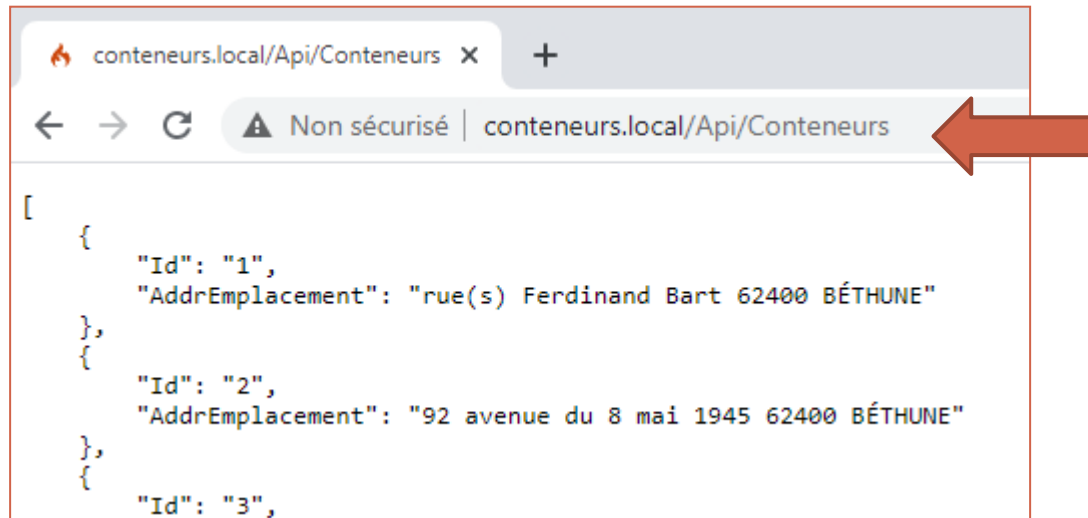 conteneurs.local/Api/Conteneurs
Non sécurisé | conteneurs.local/Api/Conteneurs
[
{
"Id": "1",
"AddrEmplacement": "rue(s) Ferdinand Bart 62400 BÉTHUNE"
},
{
"Id": "2",
"AddrEmplacement": "92 avenue du 8 mai 1945 62400 BÉTHUNE"
},
{
"Id": "3",